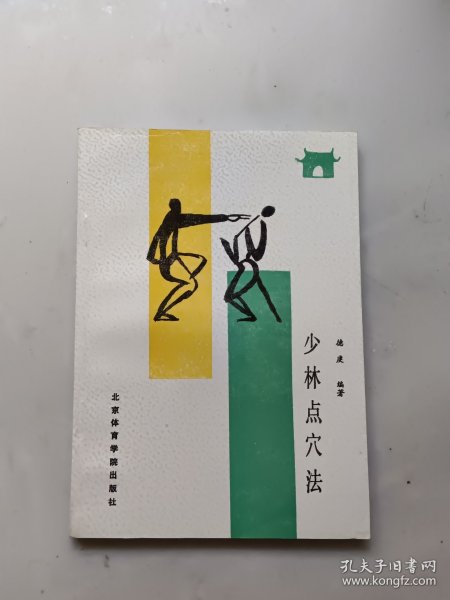 德虔 编著
少林点穴法
北京体育学院出版社
孔夫子旧书网
www.kongfz.com